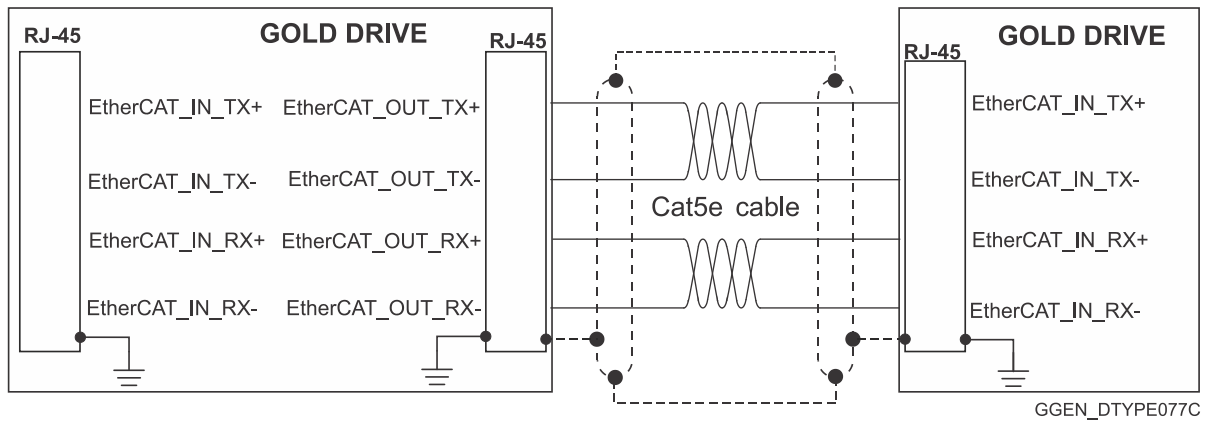 GOLD DRIVE
RJ-45
RJ-45
EtherCAT_IN_TX+
EtherCAT_OUT_TX+
EtherCAT_IN_TX-
EtherCAT_OUT_TX-
EtherCAT_IN_RX+
EtherCAT_OUT_RX+
EtherCAT_IN_RX-
EtherCAT_OUT_RX-
Cat5e cable
GOLD DRIVE
RJ-45
EtherCAT_IN_TX+
EtherCAT_IN_TX-
EtherCAT_IN_RX+
EtherCAT_IN_RX-
GGEN_DTYPE077C